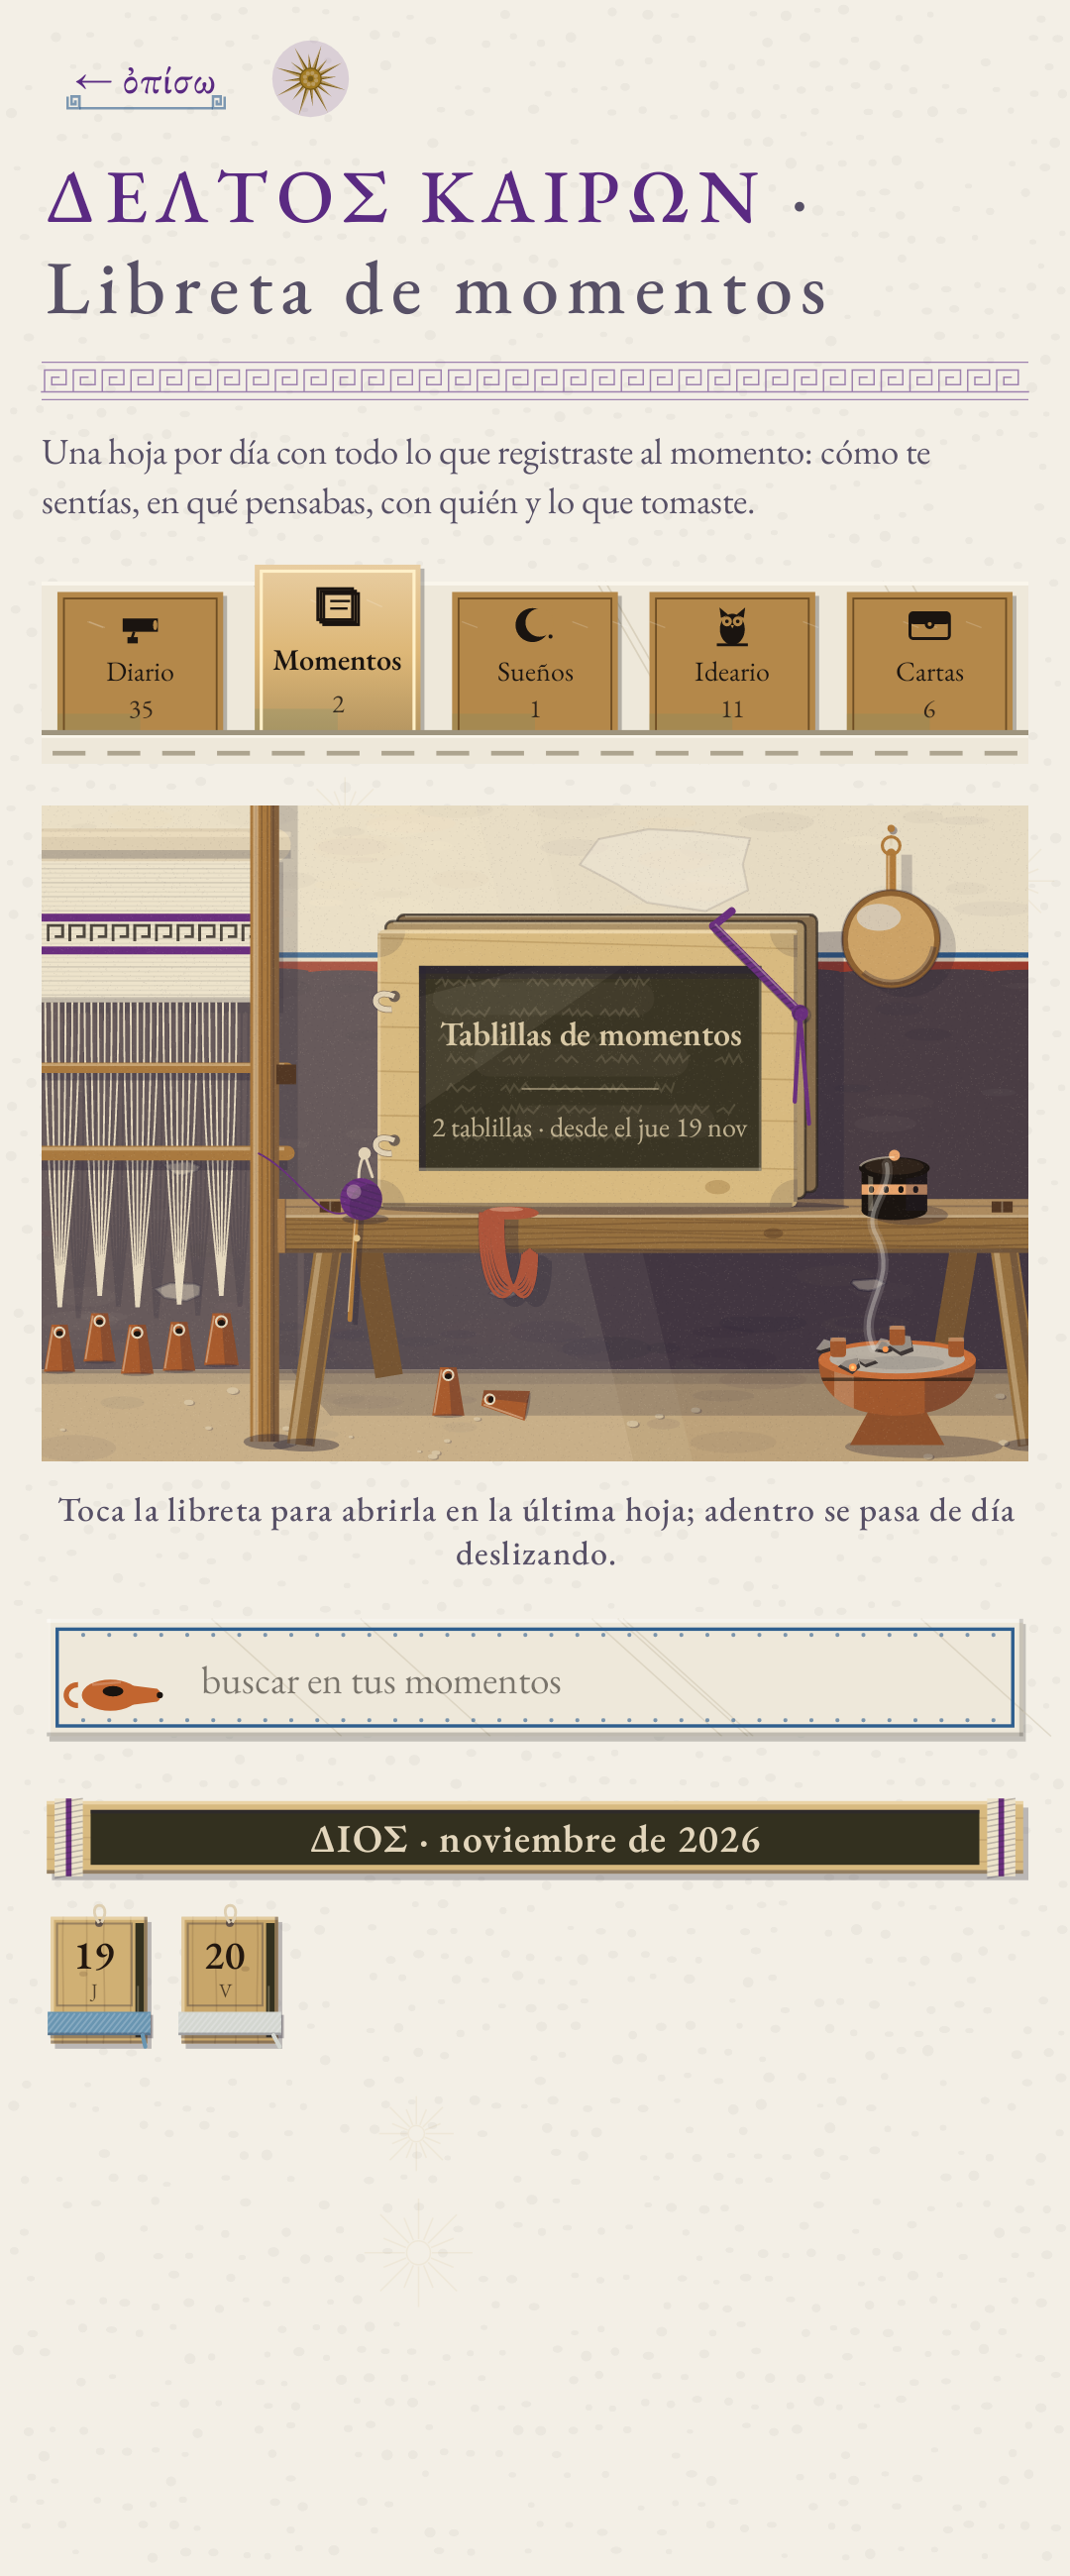 ← ὀπίσω
ΔΕΛΤΟΣ ΚΑΙΡΩΝ ·
Libreta de momentos
Una hoja por día con todo lo que registraste al momento: cómo te
sentías, en qué pensabas, con quién y lo que tomaste.
Diario
35
Momentos
2
Sueños
1
Ideario
11
Cartas
6
Tablillas de momentos
2 tablillas · desde el jue 19 nov
Toca la libreta para abrirla en la última hoja; adentro se pasa de día
deslizando.
buscar en tus momentos
ΔΙΟΣ · noviembre de 2026
19
J
20
V